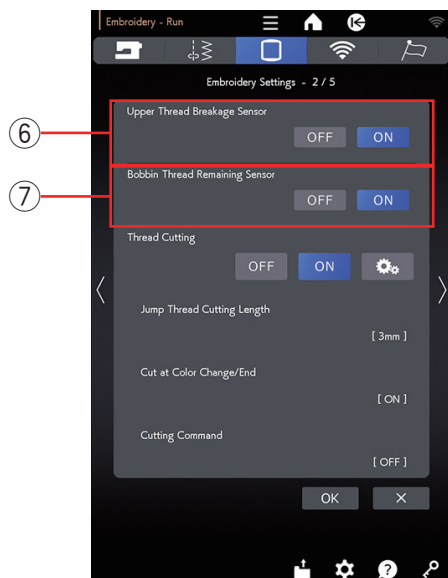 Embroidery - Run
Embroidery Settings - 2 / 5
⑥ Upper Thread Breakage Sensor
OFF ON
⑦ Bobbin Thread Remaining Sensor
OFF ON
Thread Cutting
OFF ON
Jump Thread Cutting Length
[ 3mm ]
Cut at Color Change/End
[ ON ]
Cutting Command
[ OFF ]
OK ×
?